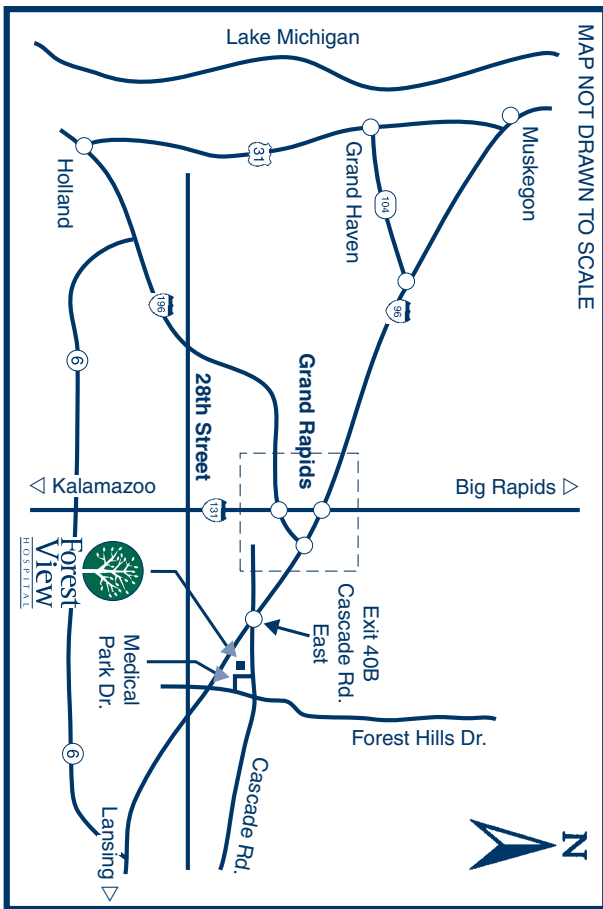 MAP NOT DRAWN TO SCALE
N
Lake Michigan
Muskegon
Grand Haven
Holland
31
104
96
196
6
Grand Rapids
28th Street
Big Rapids ▷
◁ Kalamazoo
131
Exit 40B
Cascade Rd.
East
Forest Hills Dr.
Cascade Rd.
Medical
Park Dr.
Forest
View
HOSPITAL
6
Lansing ▷